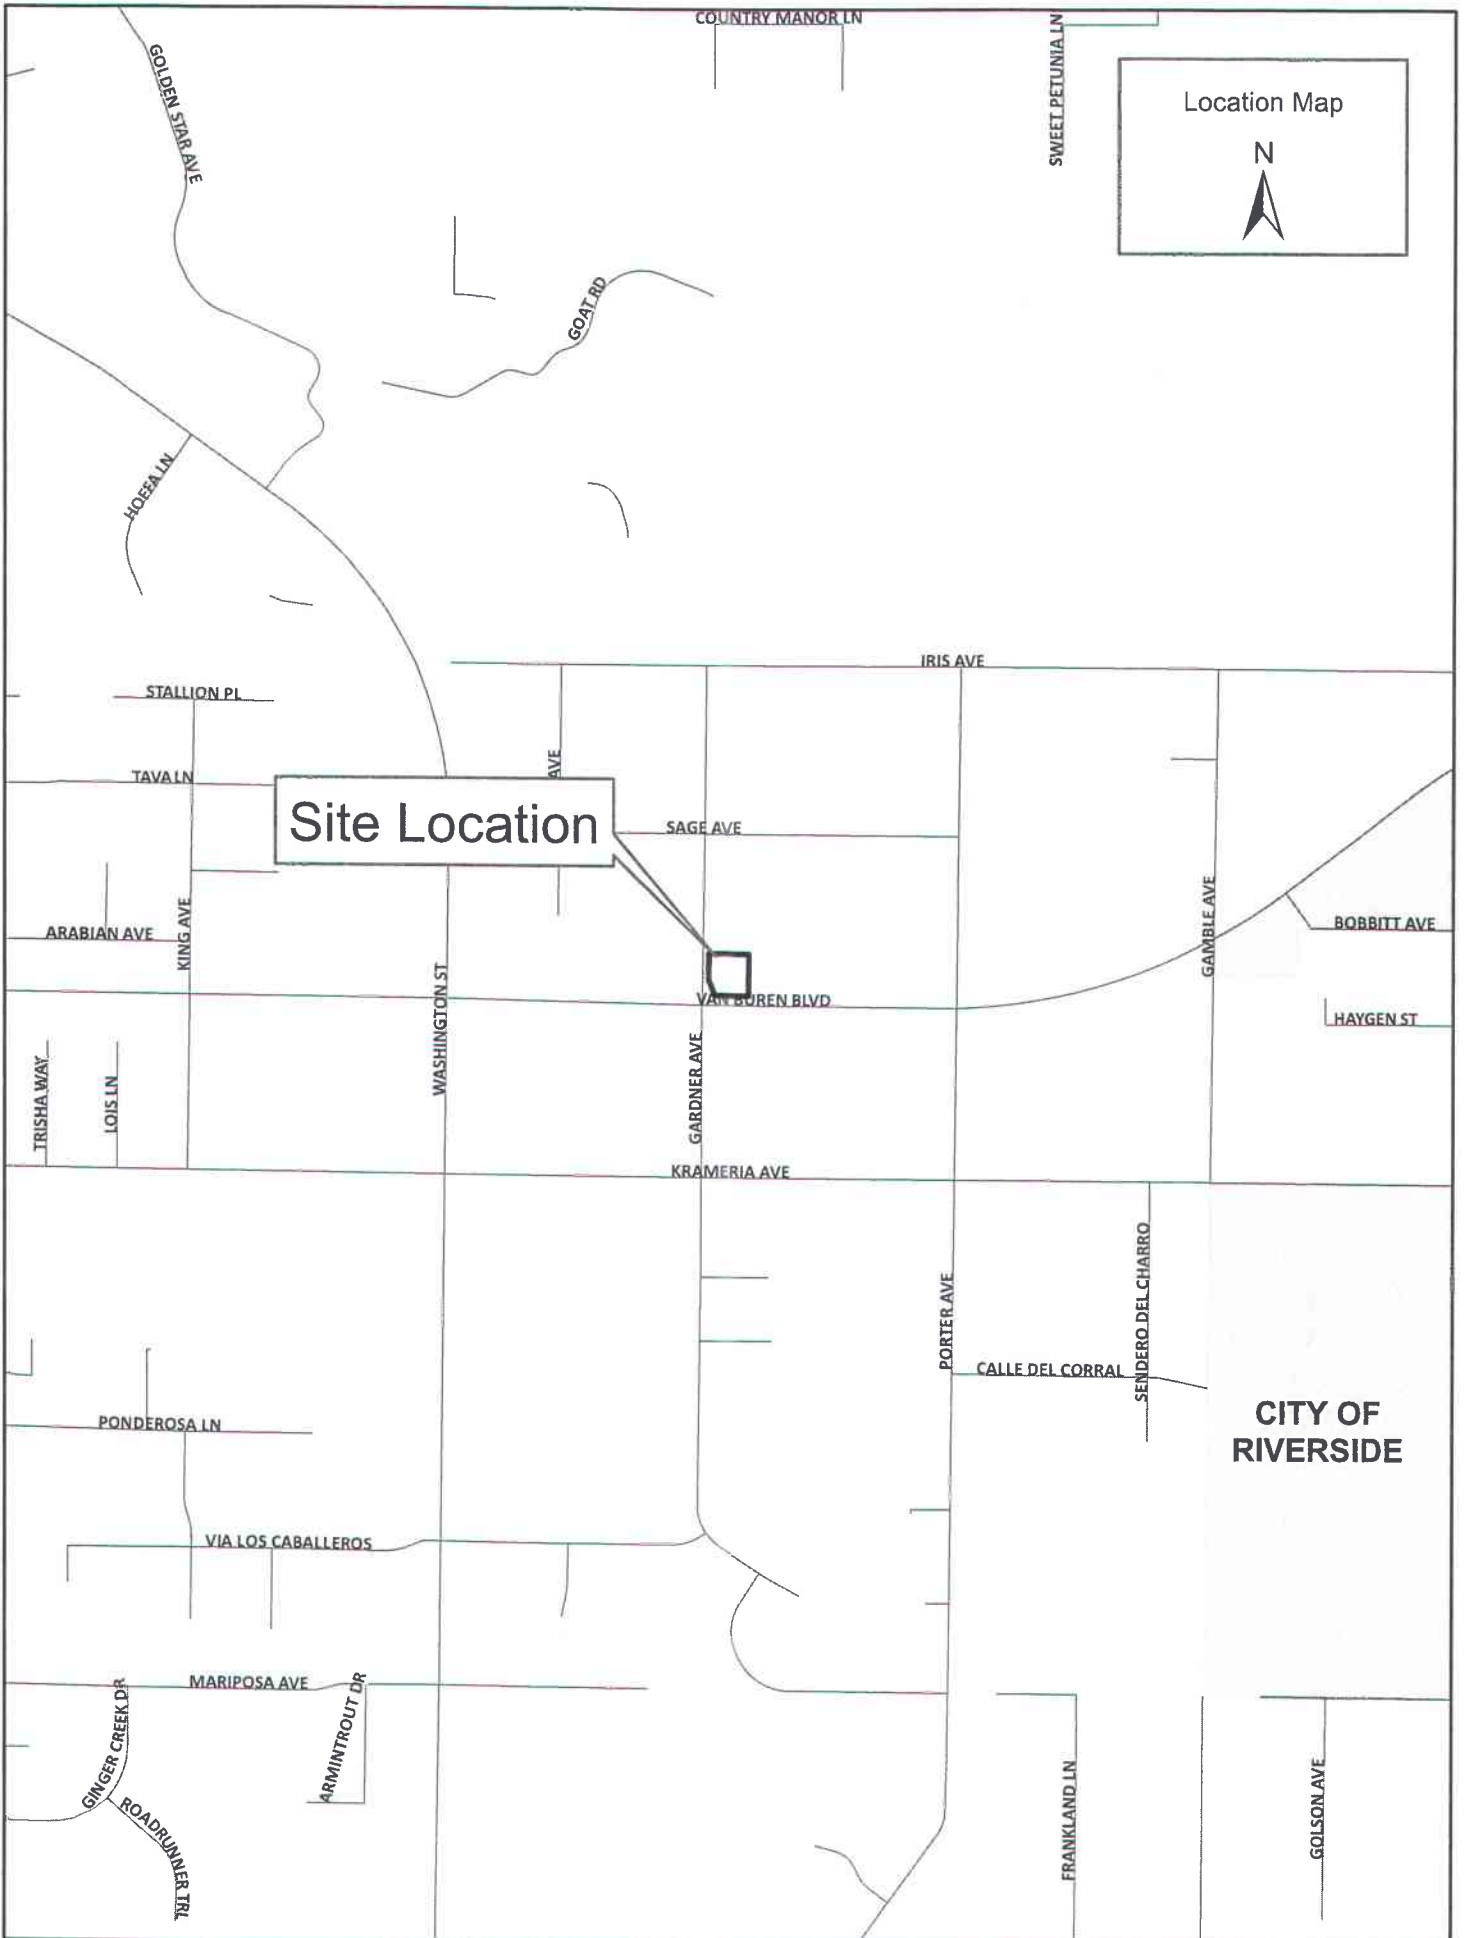 COUNTRY MANOR LN
SWEET PETUNIA LN
GOLDEN STAR AVE
Location Map
N
GOAT RD
HOFFA LN
IRIS AVE
STALLION PL
AVE
TAVA LN
Site Location
SAGE AVE
GAMBLE AVE
BOBBITT AVE
ARABIAN AVE
KING AVE
WASHINGTON ST
VAN BUREN BLVD
HAYGEN ST
TRISHA WAY
LOIS LN
GARDNER AVE
KRAMERIA AVE
PORTER AVE
SENDERO DEL CHARRO
CALLE DEL CORRAL
CITY OF
RIVERSIDE
PONDEROSA LN
VIA LOS CABALLEROS
MARIPOSA AVE
GINGER CREEK DR
ARMINTROUT DR
ROADRUNNER TRL
FRANKLAND LN
GOLSON AVE